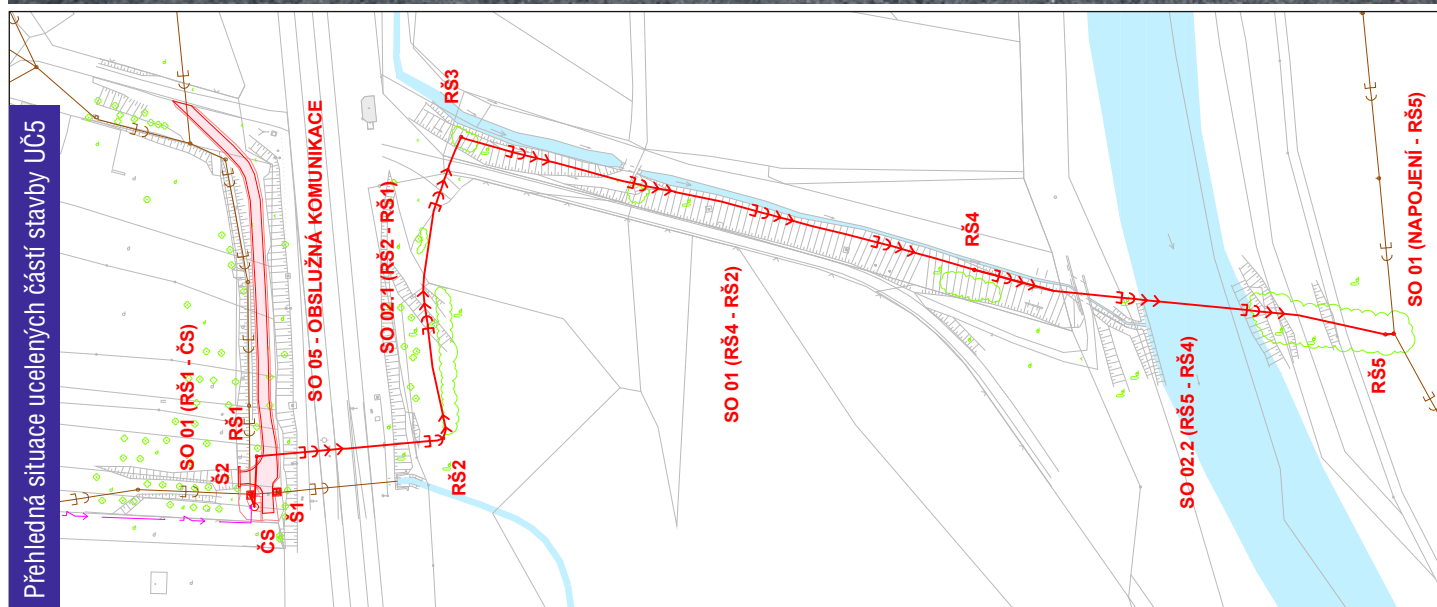 Přehledná situace ucelených částí stavby UČ5
SO 01 (RŠ1 - ČS)
RŠ1
Š2
ČS
Š1
SO 05 - OBSLUŽNÁ KOMUNIKACE
SO 02.1 (RŠ2 - RŠ1)
RŠ3
RŠ2
SO 01 (RŠ4 - RŠ2)
RŠ4
SO 02.2 (RŠ5 - RŠ4)
RŠ5
SO 01 (NAPOJENÍ - RŠ5)